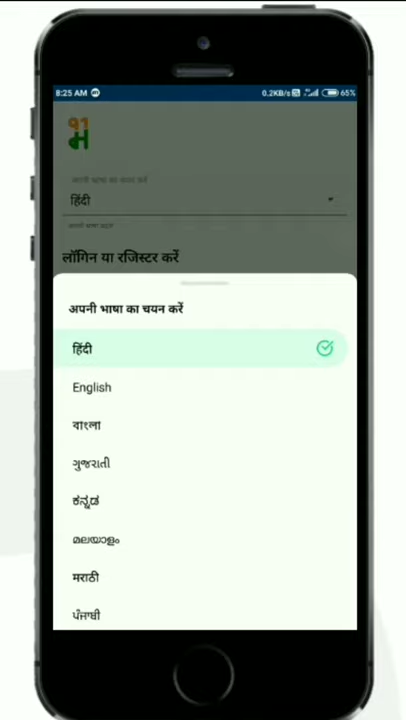 8:25 AM
0.2KB/s 65%
अपनी भाषा का चयन करें
हिंदी
लॉगिन या रजिस्टर करें
अपनी भाषा का चयन करें
हिंदी
English
বাংলা
ગુજરાતી
ಕನ್ನಡ
മലയാളം
मराठी
ਪੰਜਾਬੀ